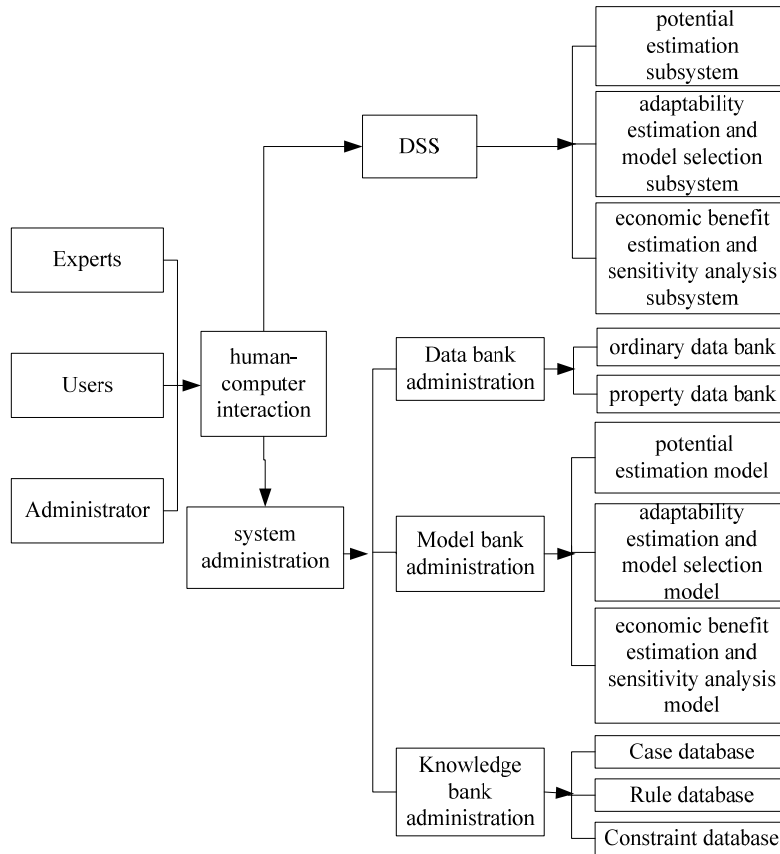 potential
estimation
subsystem
adaptability
estimation and
model selection
subsystem
economic benefit
estimation and
sensitivity analysis
subsystem
DSS
Experts
Users
Administrator
human-
computer
interaction
system
administration
Data bank
administration
ordinary data bank
property data bank
Model bank
administration
potential
estimation model
adaptability
estimation and
model selection
model
economic benefit
estimation and
sensitivity analysis
model
Knowledge
bank
administration
Case database
Rule database
Constraint database